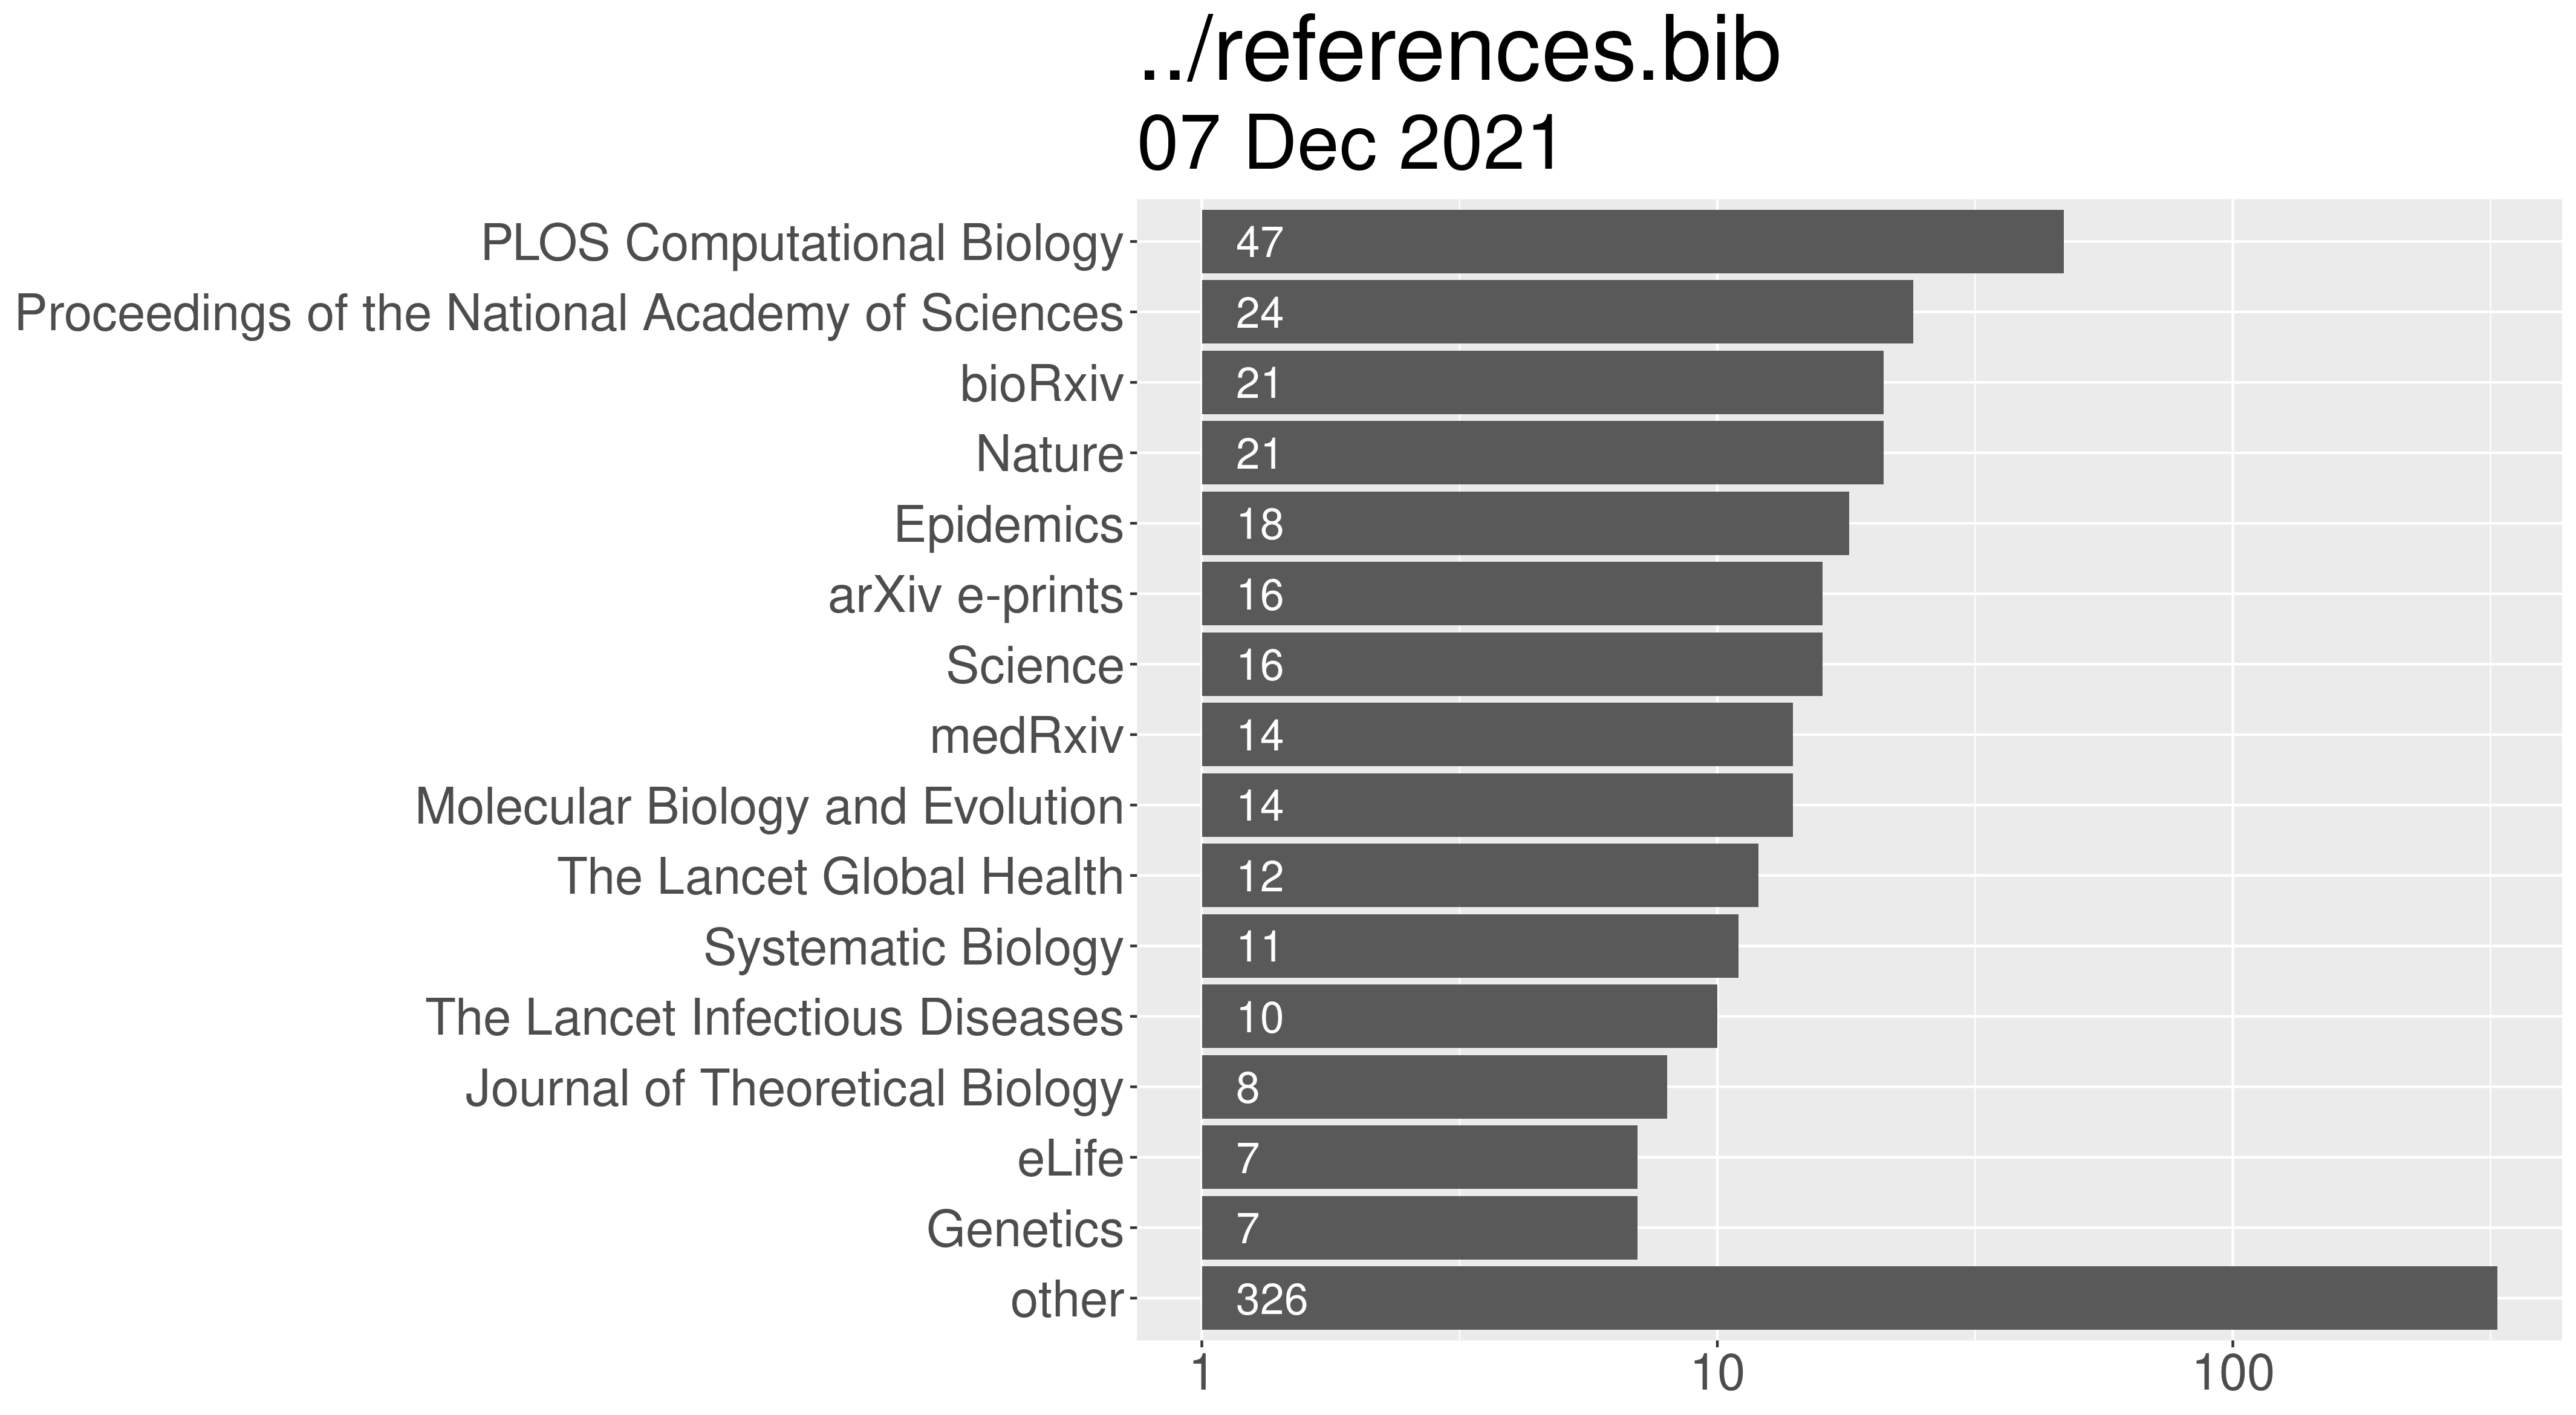 ../references.bib
07 Dec 2021
PLOS Computational Biology 47
Proceedings of the National Academy of Sciences 24
bioRxiv 21
Nature 21
Epidemics 18
arXiv e-prints 16
Science 16
medRxiv 14
Molecular Biology and Evolution 14
The Lancet Global Health 12
Systematic Biology 11
The Lancet Infectious Diseases 10
Journal of Theoretical Biology 8
eLife 7
Genetics 7
other 326
1 10 100